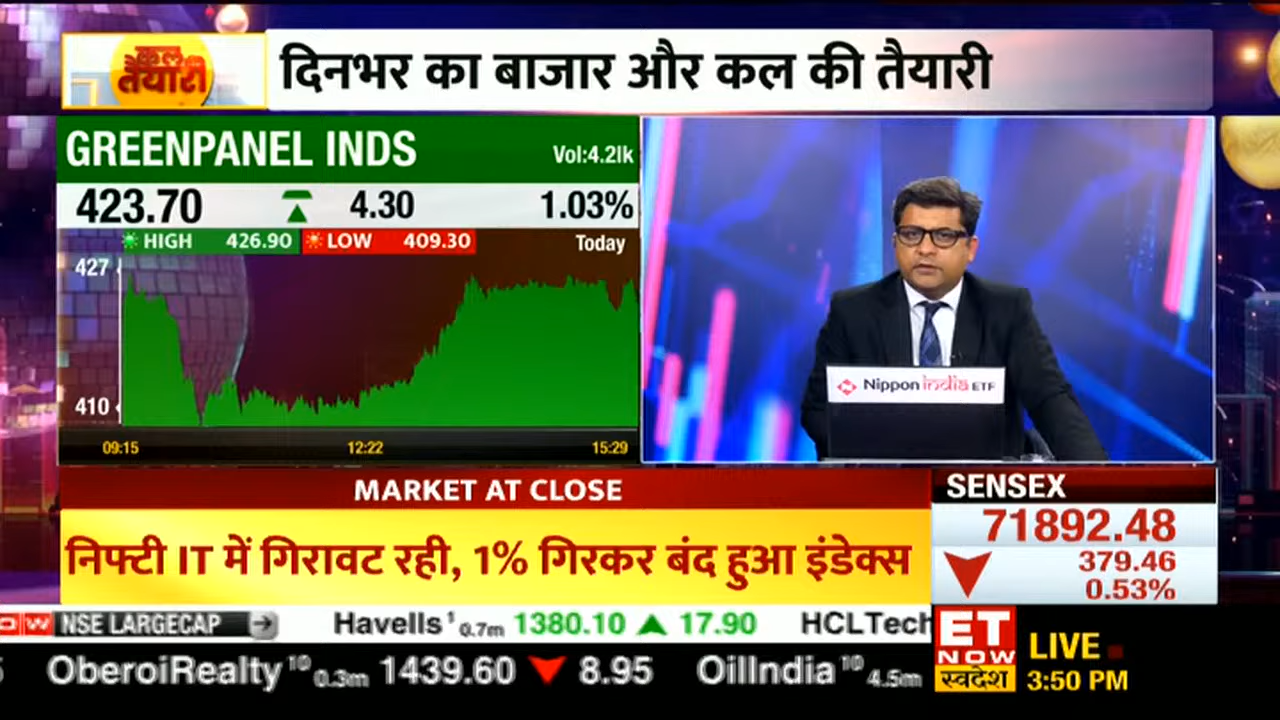 कल
तैयारी
दिनभर का बाजार और कल की तैयारी
GREENPANEL INDS
Vol:4.2lk
423.70 4.30 1.03%
HIGH 426.90 LOW 409.30 Today
427
410
09:15 12:22 15:29
Nippon india ETF
MARKET AT CLOSE
निफ्टी IT में गिरावट रही, 1% गिरकर बंद हुआ इंडेक्स
SENSEX
71892.48
379.46
0.53%
NSE LARGECAP Havells 1 0.7m 1380.10 17.90 HCLTech
OberoiRealty 10 0.3m 1439.60 8.95 OilIndia 10 4.5m
ET
NOW
स्वदेश
LIVE
3:50 PM